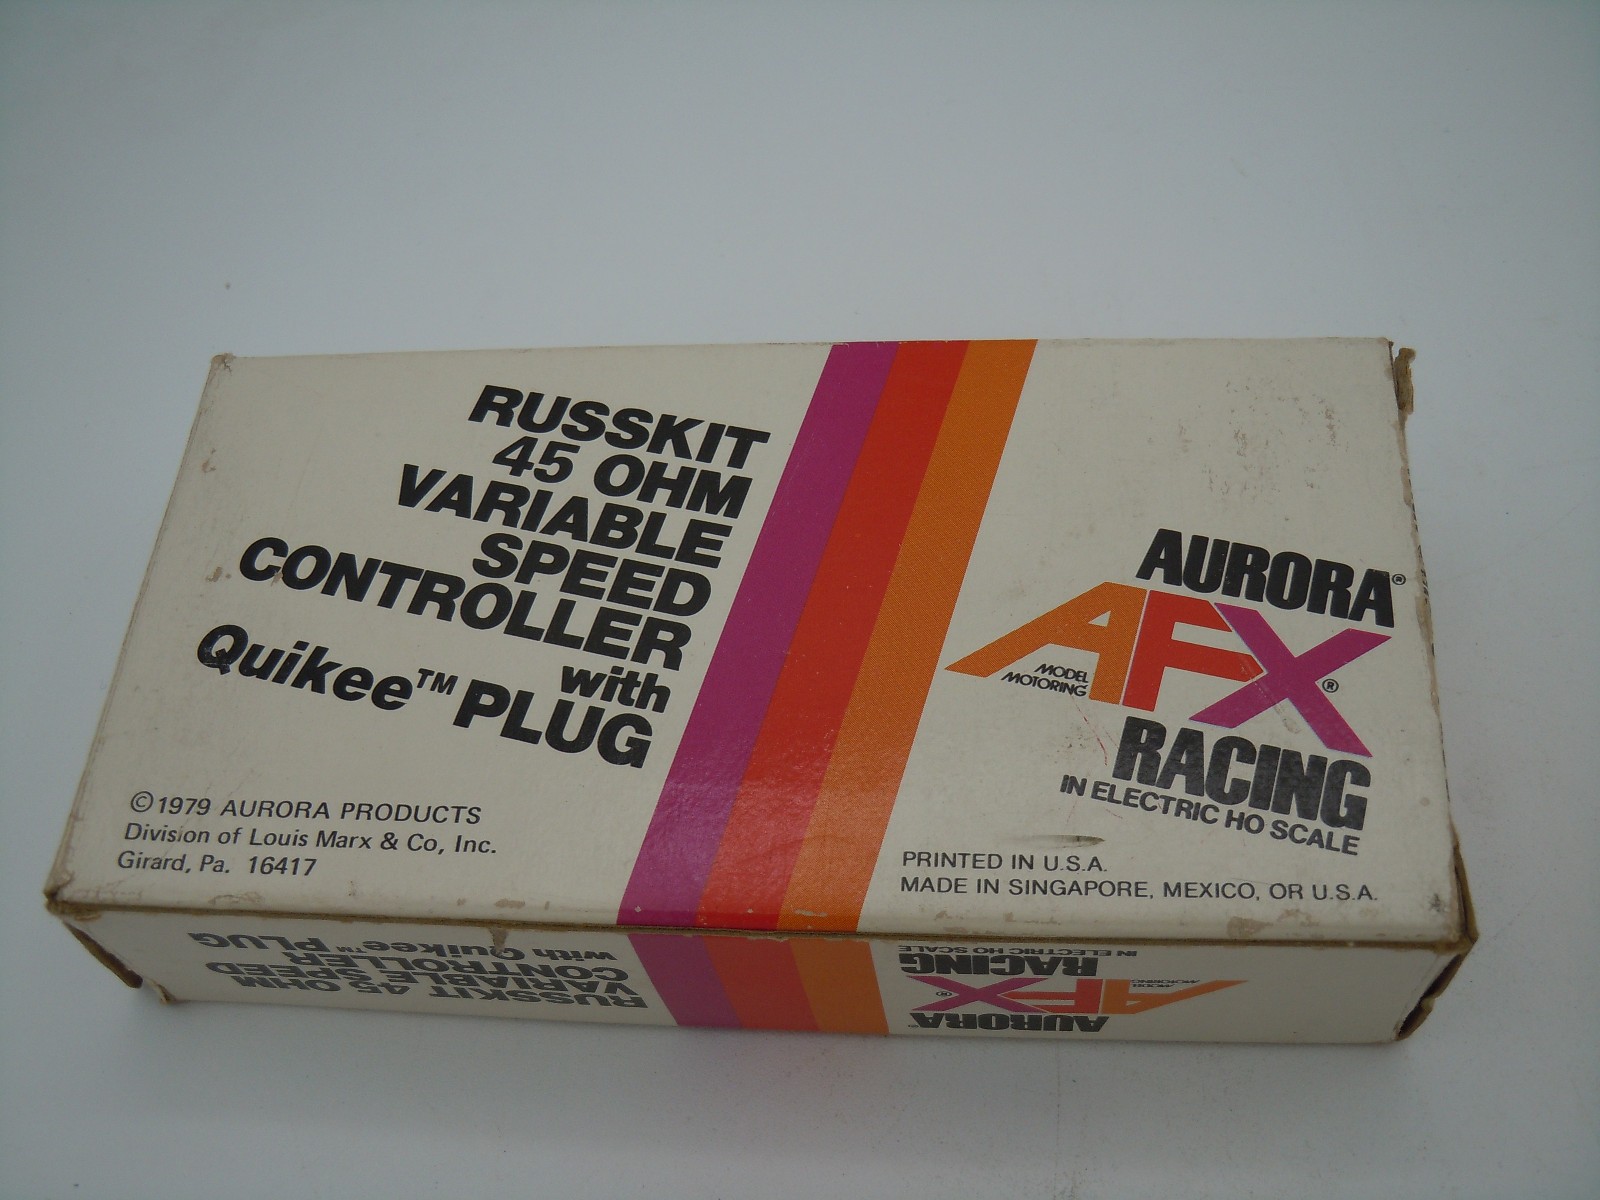 RUSSKIT
45 OHM
VARIABLE
SPEED
CONTROLLER
with
Quikee™ PLUG
© 1979 AURORA PRODUCTS
Division of Louis Marx & Co, Inc.
Girard, Pa. 16417
AURORA®
AFX®
MODEL
MOTORING
RACING
IN ELECTRIC HO SCALE
PRINTED IN U.S.A.
MADE IN SINGAPORE, MEXICO, OR U.S.A.
RUSSKIT 45 OHM
VARIABLE SPEED
CONTROLLER
with Quikee™ PLUG
AURORA®
AFX®
MODEL
MOTORING
RACING
IN ELECTRIC HO SCALE